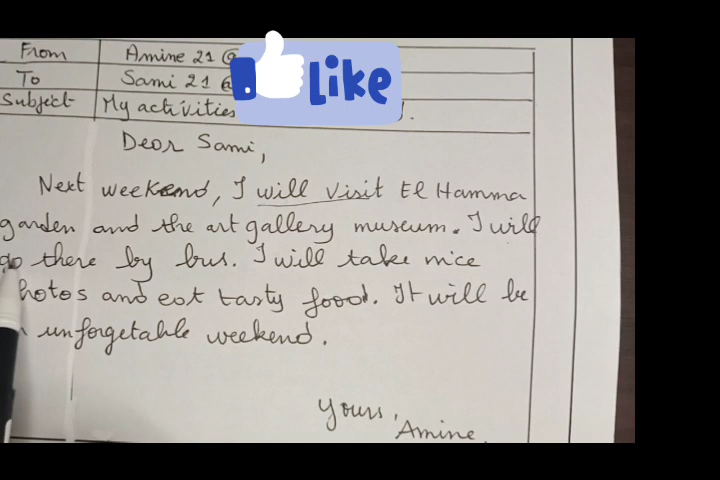 From Amine 21 @
To Sami 21 @
Like
Subject My activities
Dear Sami,
Next weekend, I will visit El Hamma
garden and the art gallery museum. I will
go there by bus. I will take nice
hotos and eat tasty food. It will be
unforgetable weekend.
Yours,
Amine.